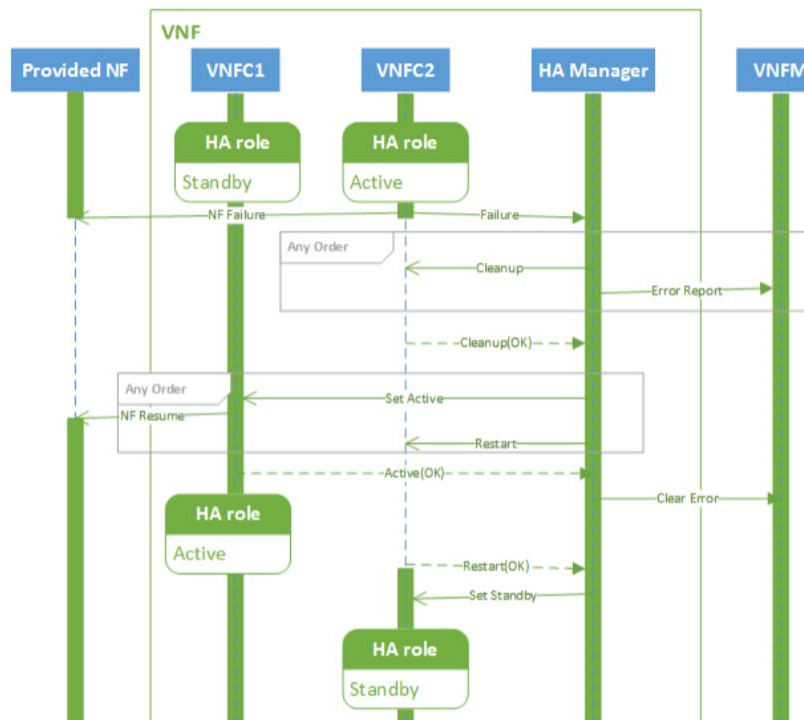 VNF
Provided NF
VNFC1
VNFC2
HA Manager
VNFM
HA role
Standby
HA role
Active
NF Failure
Failure
Any Order
Cleanup
Error Report
Cleanup(OK)
Any Order
Set Active
NF Resume
Restart
Active(OK)
Clear Error
HA role
Active
Restart(OK)
Set Standby
HA role
Standby